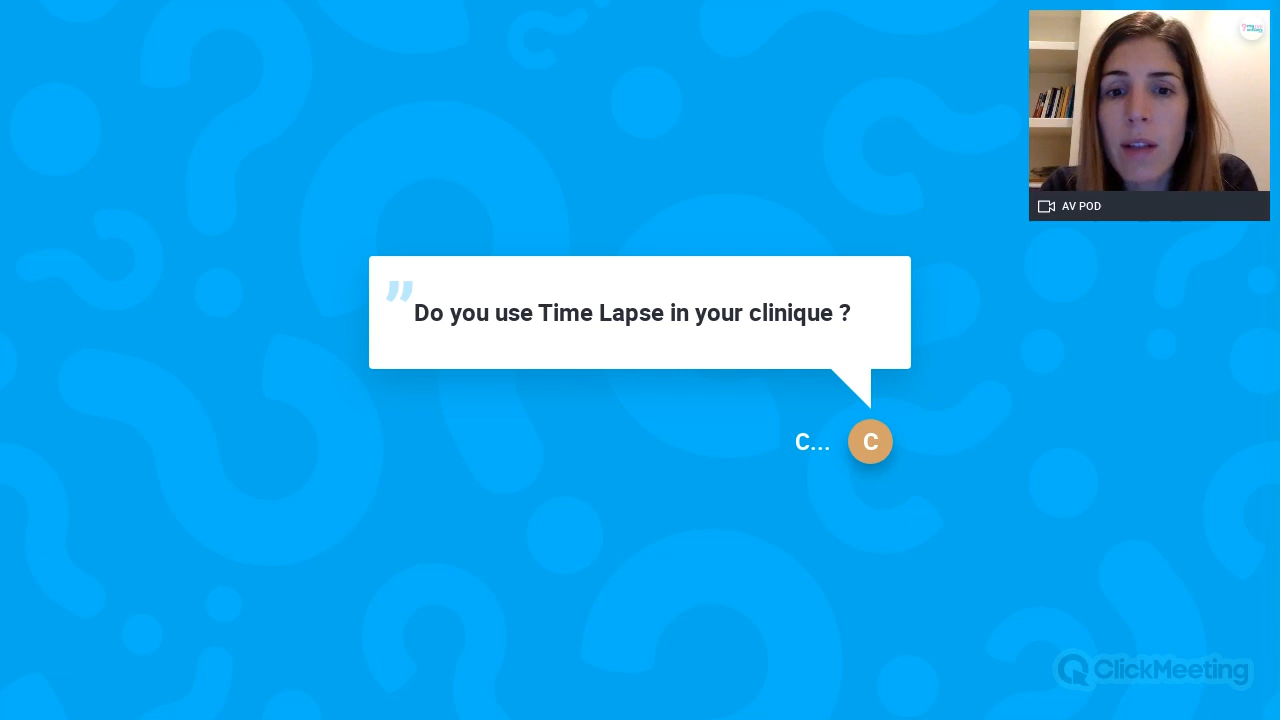 AV POD
Do you use Time Lapse in your clinique ?
C...
C
ClickMeeting